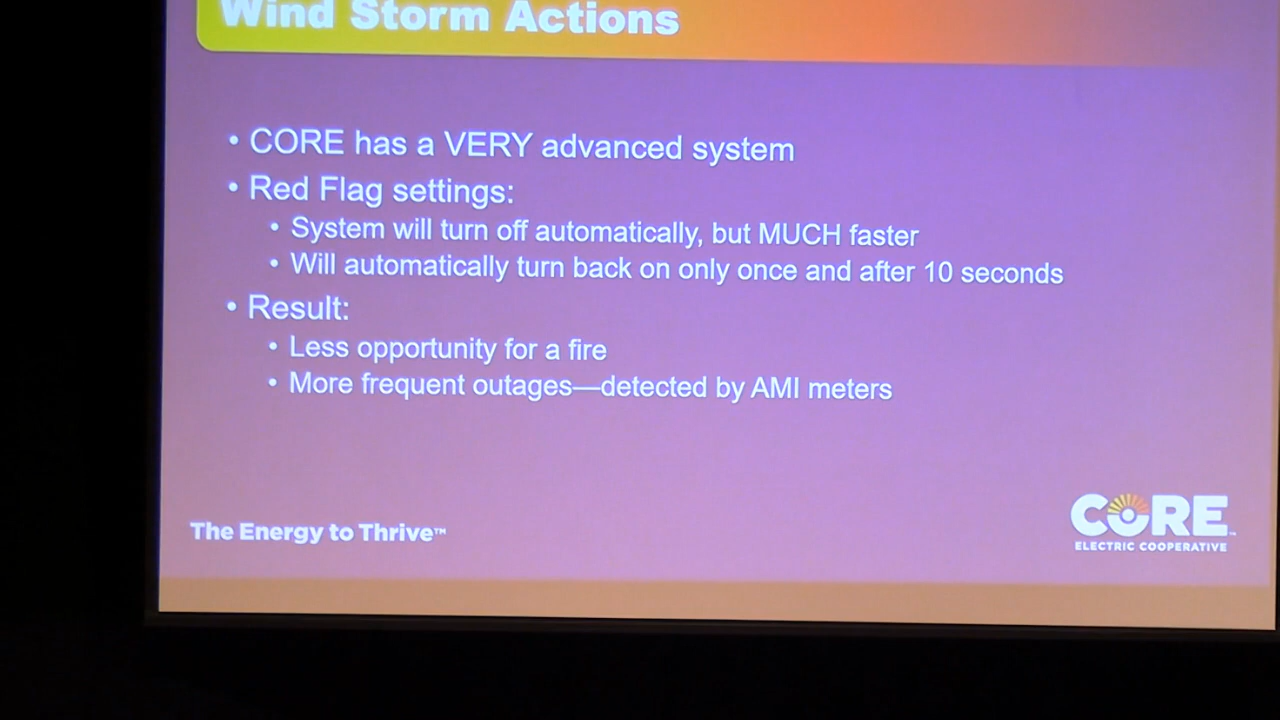 Wind Storm Actions
• CORE has a VERY advanced system
• Red Flag settings:
• System will turn off automatically, but MUCH faster
• Will automatically turn back on only once and after 10 seconds
• Result:
• Less opportunity for a fire
• More frequent outages—detected by AMI meters
The Energy to Thrive™
CORE™
ELECTRIC COOPERATIVE